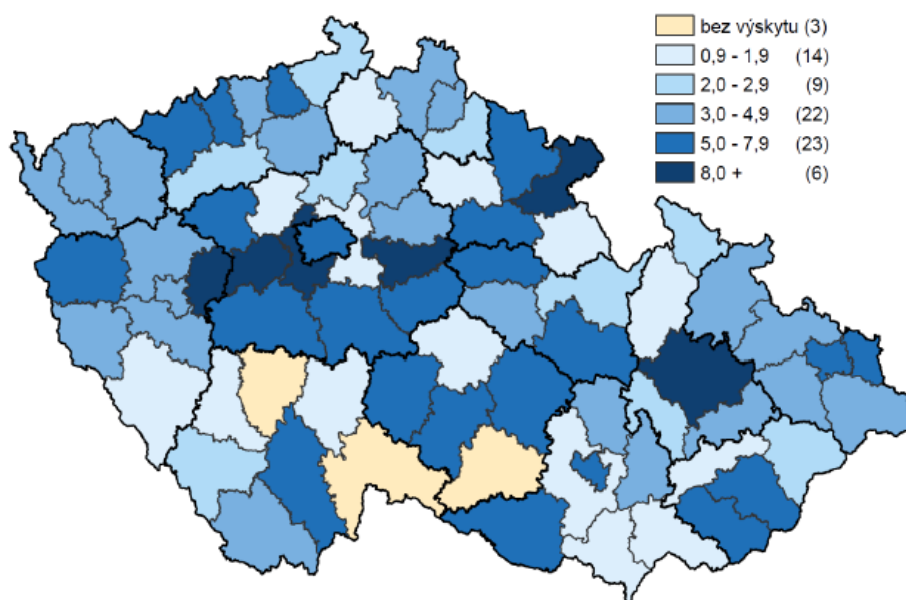 bez výskytu (3)
0,9 - 1,9 (14)
2,0 - 2,9 (9)
3,0 - 4,9 (22)
5,0 - 7,9 (23)
8,0 + (6)